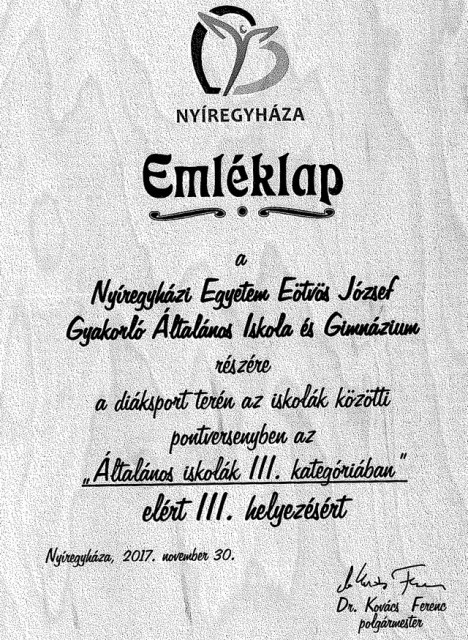 NYÍREGYHÁZA
Emléklap
a
Nyíregyházi Egyetem Eötvös József
Gyakorló Általános Iskola és Gimnázium
részére
a diáksport terén az iskolák közötti
pontversenyben az
„Általános iskolák III. kategóriában"
elért III. helyezésért
Nyíregyháza, 2017. november 30.
Dr. Kovács Ferenc
polgármester